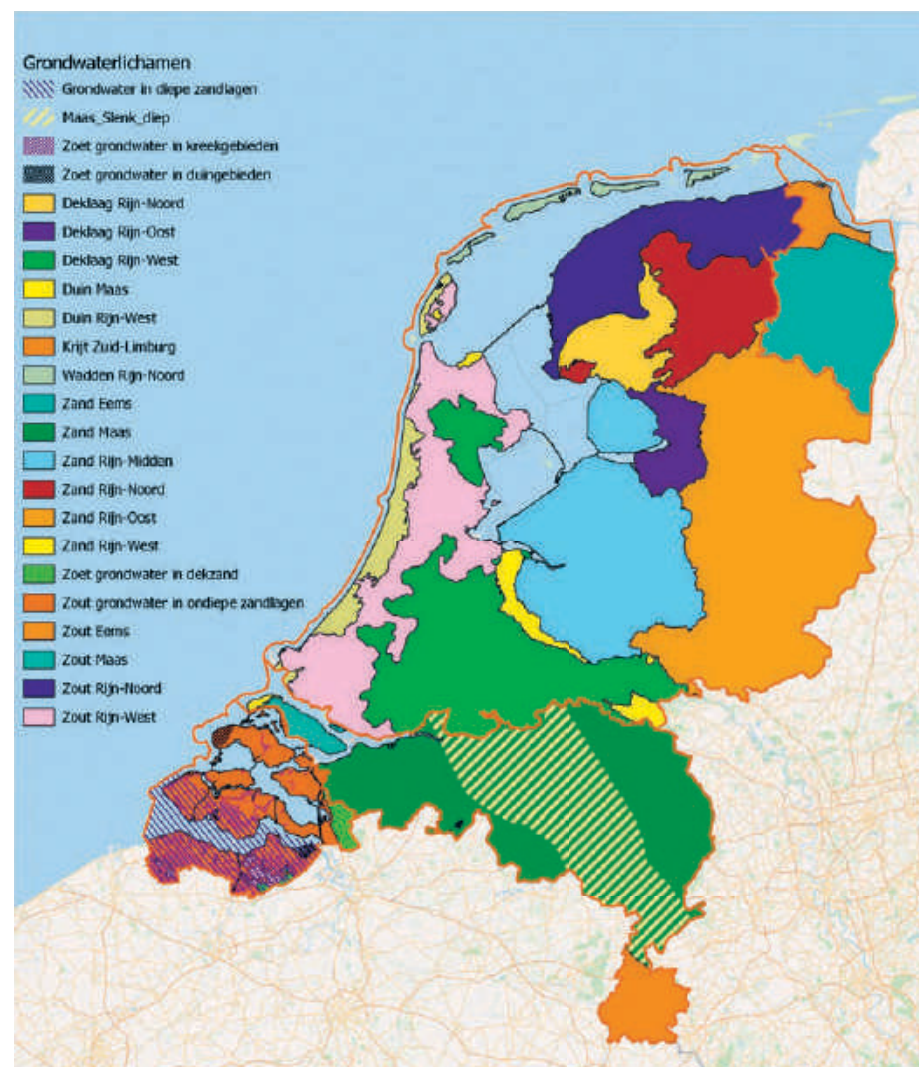 Grondwaterlichamen
Grondwater in diepe zandlagen
Maas_Slenk_diep
Zoet grondwater in kreekgebieden
Zoet grondwater in duingebieden
Deklaag Rijn-Noord
Deklaag Rijn-Oost
Deklaag Rijn-West
Duin Maas
Duin Rijn-West
Krijt Zuid-Limburg
Wadden Rijn-Noord
Zand Eems
Zand Maas
Zand Rijn-Midden
Zand Rijn-Noord
Zand Rijn-Oost
Zand Rijn-West
Zoet grondwater in dekzand
Zout grondwater in ondiepe zandlagen
Zout Eems
Zout Maas
Zout Rijn-Noord
Zout Rijn-West